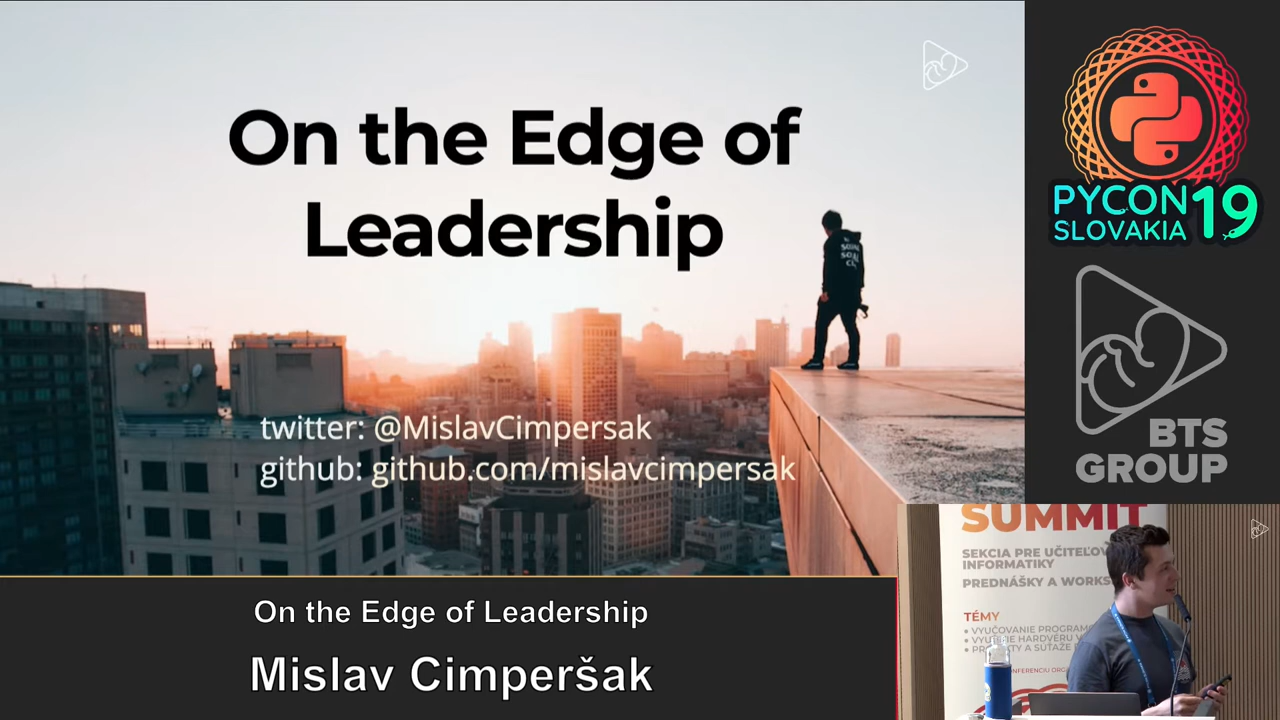 On the Edge of
Leadership
twitter: @MislavCimpersak
github: github.com/mislavcimpersak
PYCON 19
SLOVAKIA
BTS
GROUP
SUMMIT
SEKCIA PRE UČITEĽOV
INFORMATIKY
PREDNÁŠKY A WORKS
TÉMY
On the Edge of Leadership
Mislav Cimperšak